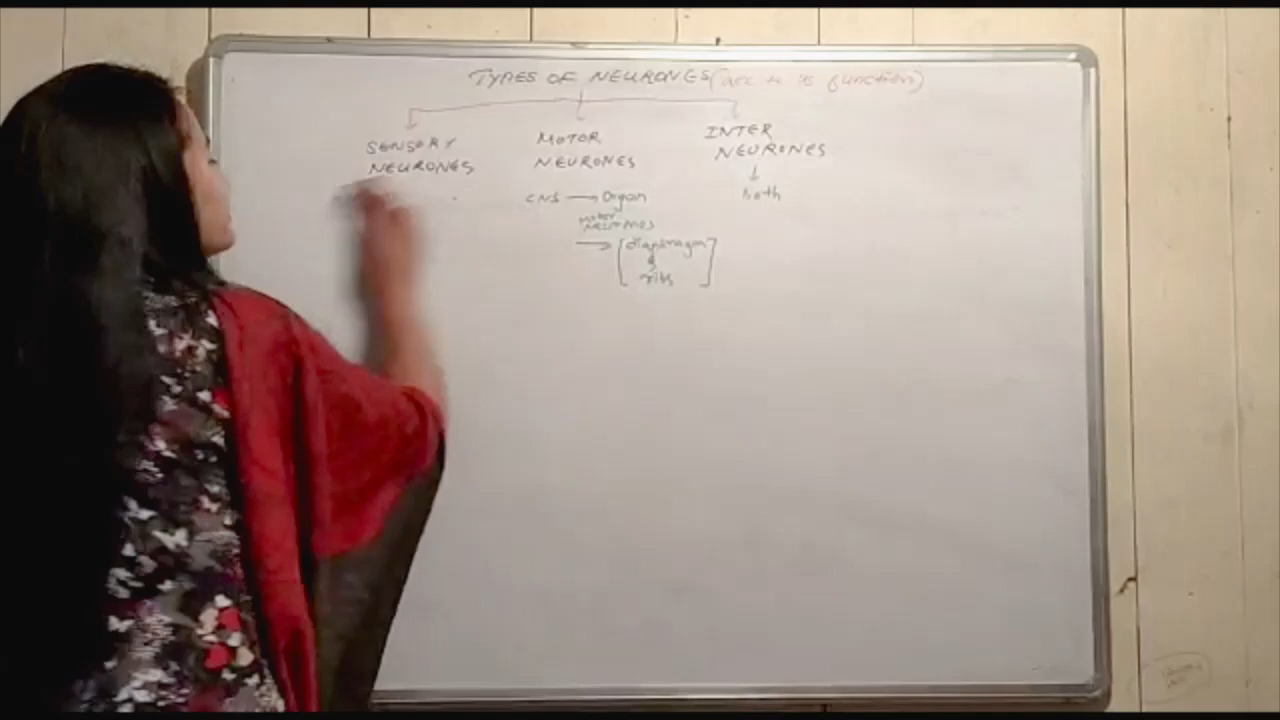 TYPES OF NEURONES (acc to its function)
SENSORY
NEURONES
MOTOR
NEURONES
CNS → Organ
MOTOR
NEURONES
→ [diaphragm
&
ribs]
INTER
NEURONES
↓
both